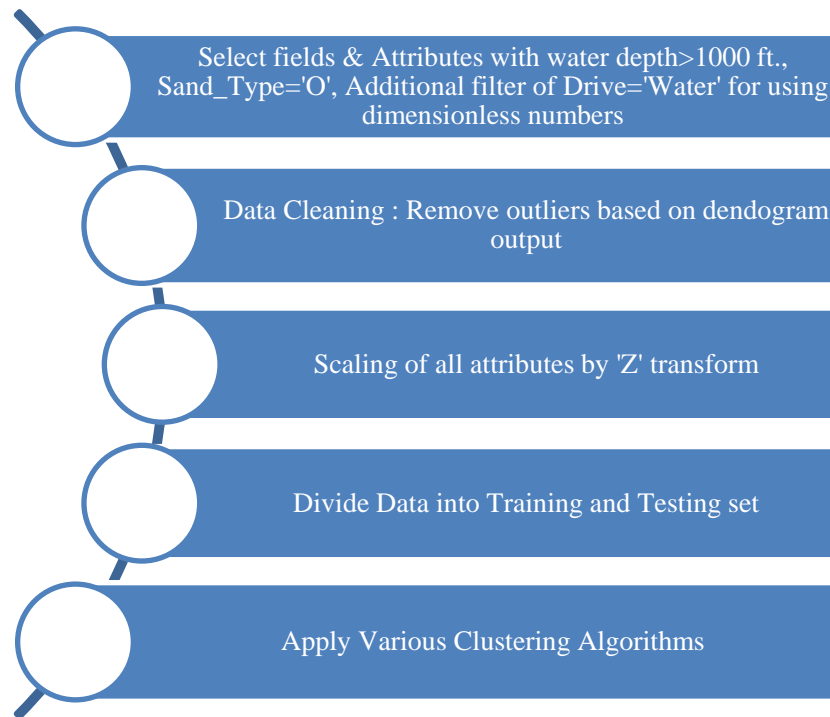 Select fields & Attributes with water depth>1000 ft.,
Sand_Type='O', Additional filter of Drive='Water' for using
dimensionless numbers
Data Cleaning : Remove outliers based on dendogram
output
Scaling of all attributes by 'Z' transform
Divide Data into Training and Testing set
Apply Various Clustering Algorithms